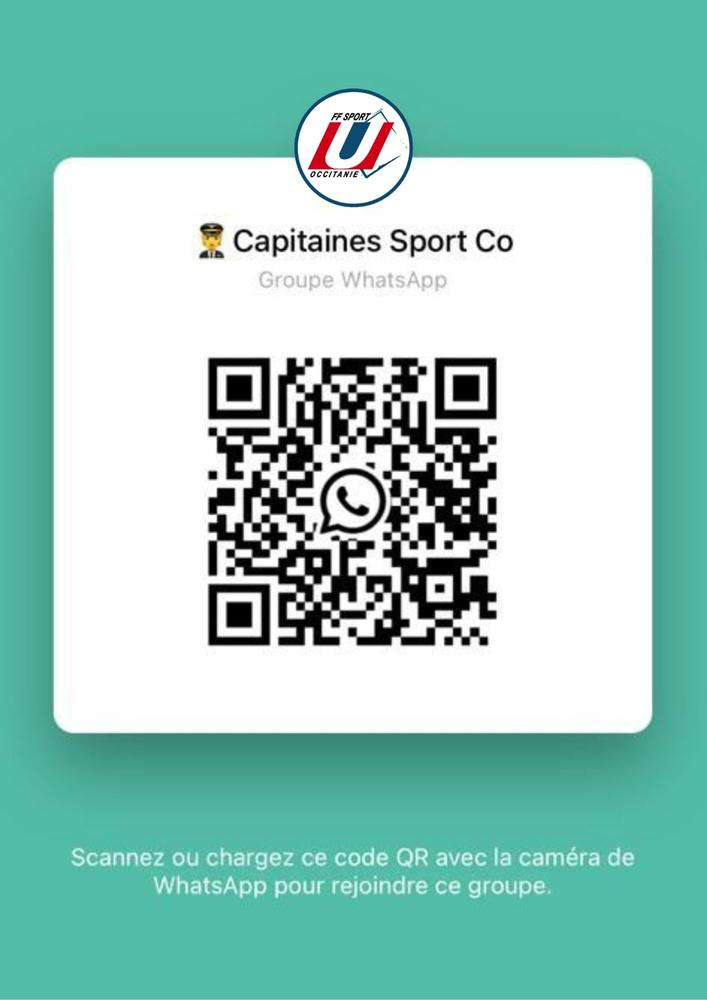 FF SPORT
U
OCCITANIE
Capitaines Sport Co
Groupe WhatsApp
Scannez ou chargez ce code QR avec la caméra de
WhatsApp pour rejoindre ce groupe.